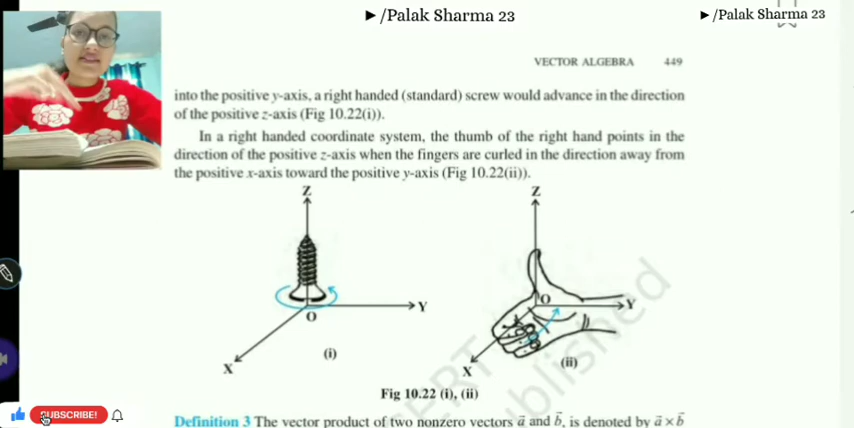 /Palak Sharma 23
/Palak Sharma 23
VECTOR ALGEBRA 449
into the positive y-axis, a right handed (standard) screw would advance in the direction
of the positive z-axis (Fig 10.22(i)).
In a right handed coordinate system, the thumb of the right hand points in the
direction of the positive z-axis when the fingers are curled in the direction away from
the positive x-axis toward the positive y-axis (Fig 10.22(ii)).
Z
Y
O
X
(i)
Z
O
Y
X
(ii)
Fig 10.22 (i), (ii)
Definition 3 The vector product of two nonzero vectors a⃗ and b⃗, is denoted by a⃗ × b⃗
SUBSCRIBE!